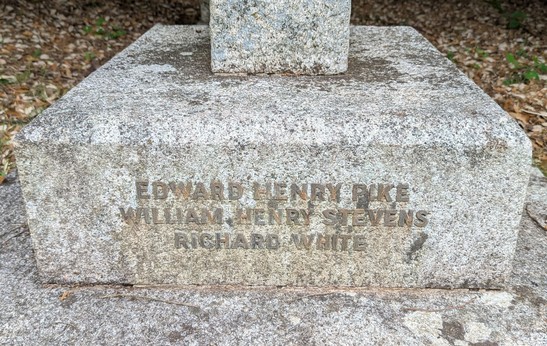 EDWARD HENRY PIKE
WILLIAM HENRY STEVENS
RICHARD WHITE